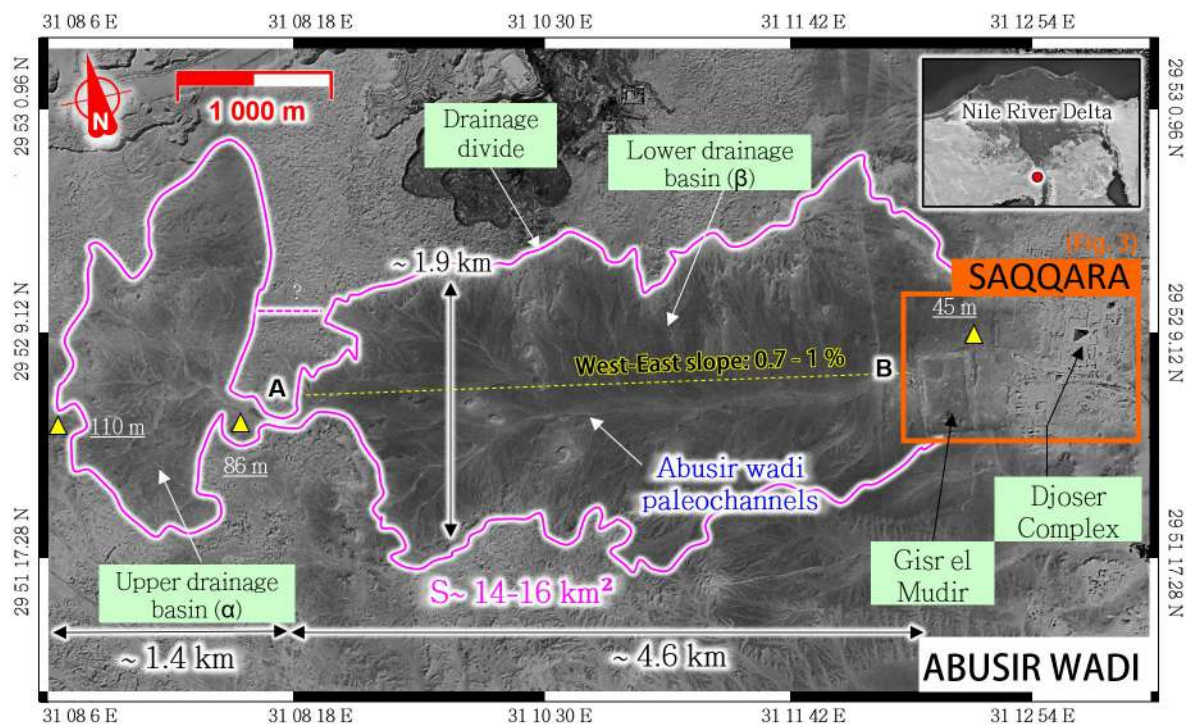 31 08 6 E
31 08 18 E
31 10 30 E
31 11 42 E
31 12 54 E
29 53 0.96 N
29 53 0.96 N
N
1 000 m
Drainage
divide
Lower drainage
basin (β)
Nile River Delta
(Fig. 3)
SAQQARA
~ 1.9 km
?
45 m
29 52 9.12 N
29 52 9.12 N
West-East slope: 0.7 - 1 %
A
B
110 m
86 m
Abusir wadi
paleochannels
Djoser
Complex
Gisr el
Mudir
29 51 17.28 N
29 51 17.28 N
Upper drainage
basin (α)
S~ 14-16 km²
~ 1.4 km
~ 4.6 km
ABUSIR WADI
31 08 6 E
31 08 18 E
31 10 30 E
31 11 42 E
31 12 54 E